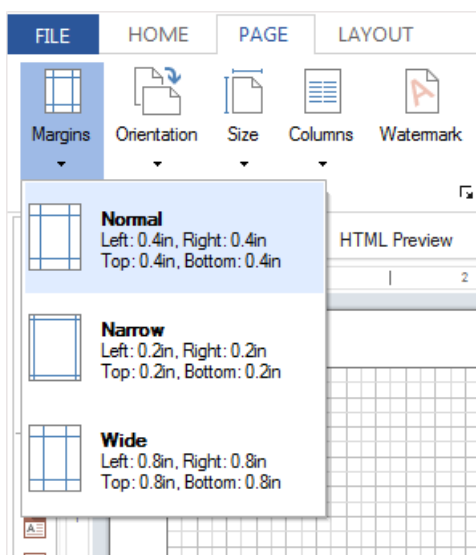 FILE HOME PAGE LAYOUT
Margins Orientation Size Columns Watermark
Normal
Left: 0.4in, Right: 0.4in
Top: 0.4in, Bottom: 0.4in
HTML Preview
2
Narrow
Left: 0.2in, Right: 0.2in
Top: 0.2in, Bottom: 0.2in
Wide
Left: 0.8in, Right: 0.8in
Top: 0.8in, Bottom: 0.8in
A